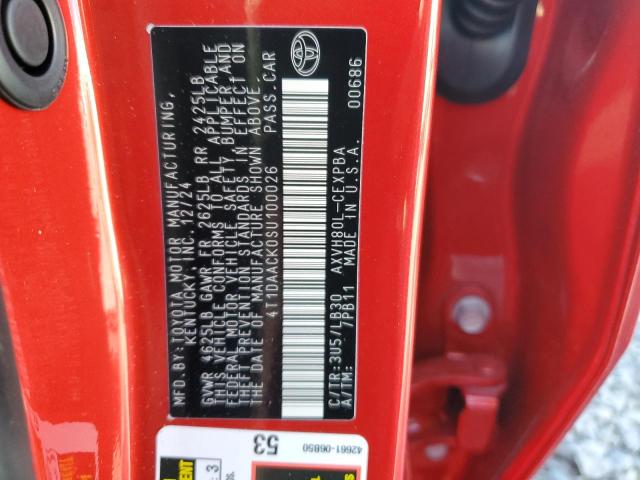 MFD.BY:TOYOTA MOTOR MANUFACTURING,
KENTUCKY, INC. 12/24
GVWR 4625LB GAWR FR 2625LB RR 2425LB
THIS VEHICLE CONFORMS TO ALL APPLICABLE
FEDERAL MOTOR VEHICLE SAFETY, BUMPER AND
THEFT PREVENTION STANDARDS IN EFFECT ON
THE DATE OF MANUFACTURE SHOWN ABOVE.
4T1DAACK0SU100026 PASS.CAR
C/TR:3U5/LB30 AXVH80L-CEXPBA
A/TM: 7PB11 MADE IN U.S.A.
00686
42661-06B50
53